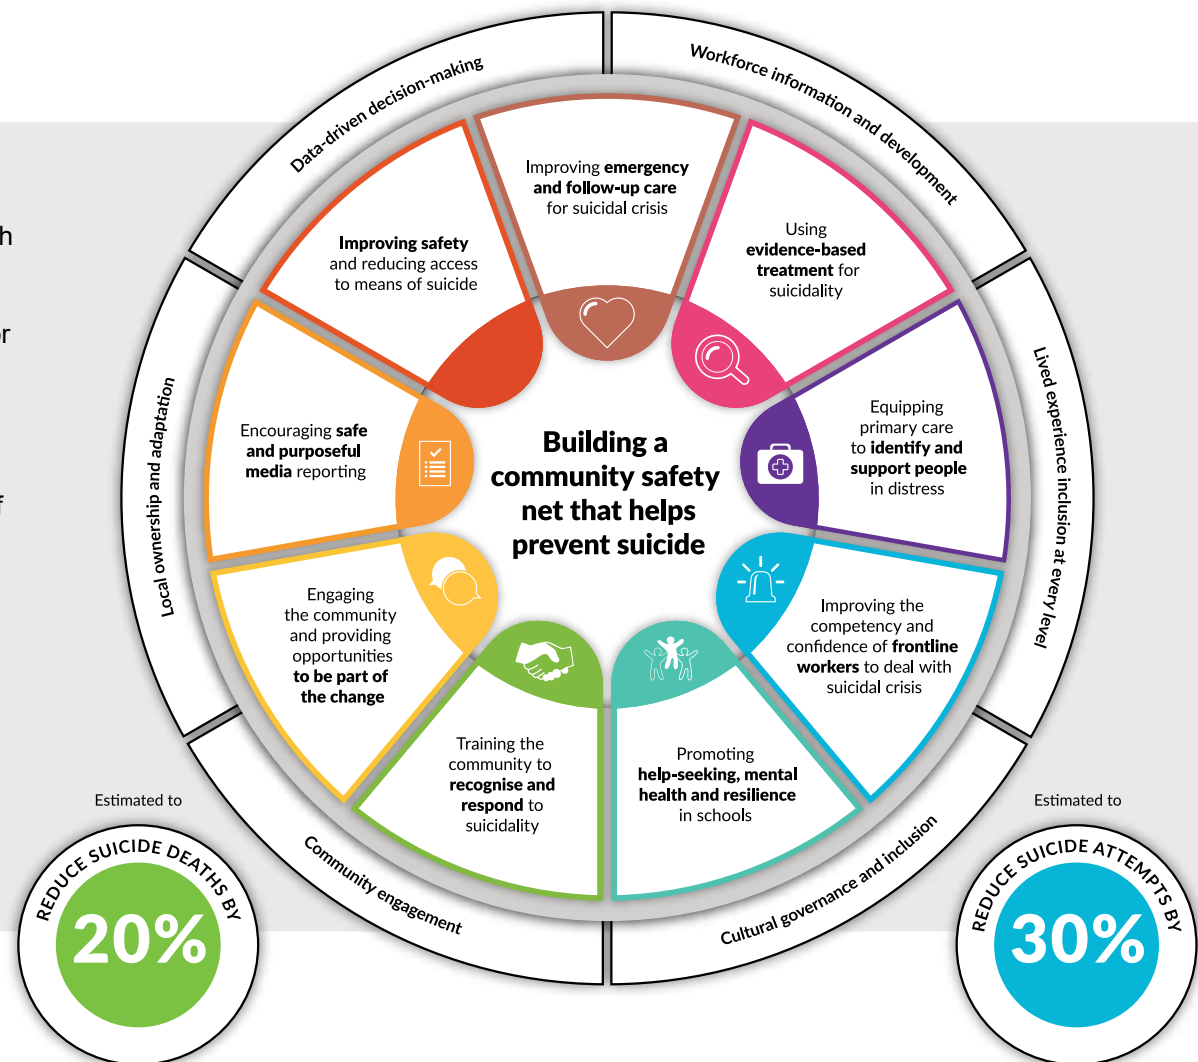 Data-driven decision-making
Workforce information and development
Lived experience inclusion at every level
Cultural governance and inclusion
Community engagement
Local ownership and adaptation
Improving emergency
and follow-up care
for suicidal crisis
Using
evidence-based
treatment for
suicidality
Equipping
primary care
to identify and
support people
in distress
Improving the
competency and
confidence of frontline
workers to deal with
suicidal crisis
Promoting
help-seeking, mental
health and resilience
in schools
Training the
community to
recognise and
respond to
suicidality
Engaging
the community
and providing
opportunities
to be part of
the change
Encouraging safe
and purposeful
media reporting
Improving safety
and reducing access
to means of suicide
Building a
community safety
net that helps
prevent suicide
Estimated to
REDUCE SUICIDE DEATHS BY
20%
Estimated to
REDUCE SUICIDE ATTEMPTS BY
30%